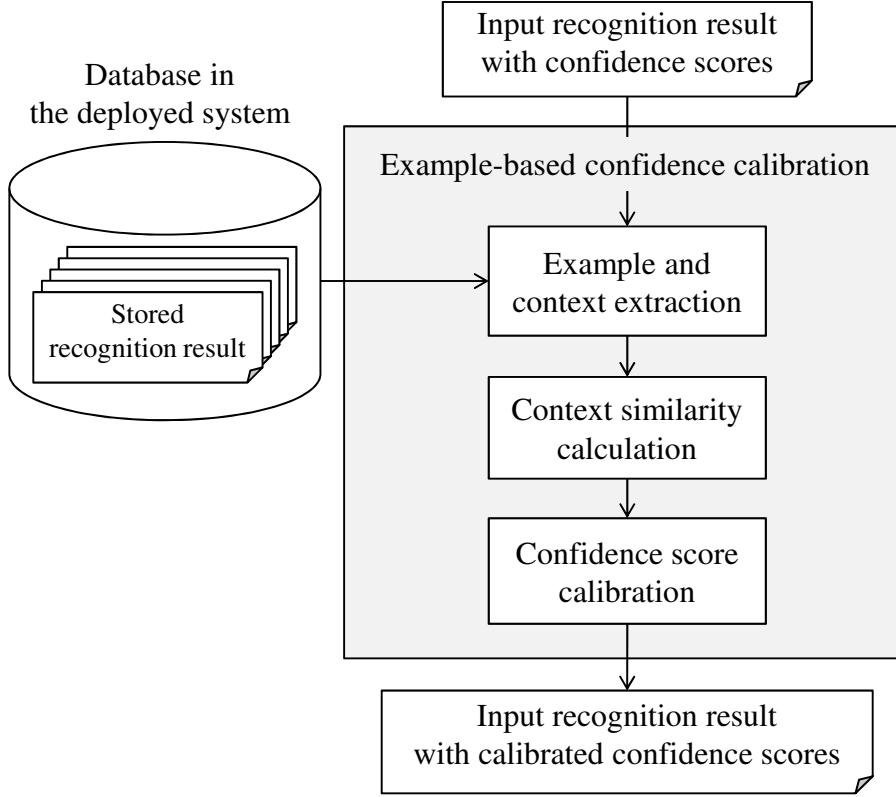 Input recognition result
with confidence scores
Database in
the deployed system
Example-based confidence calibration
Example and
context extraction
Stored
recognition result
Context similarity
calculation
Confidence score
calibration
Input recognition result
with calibrated confidence scores